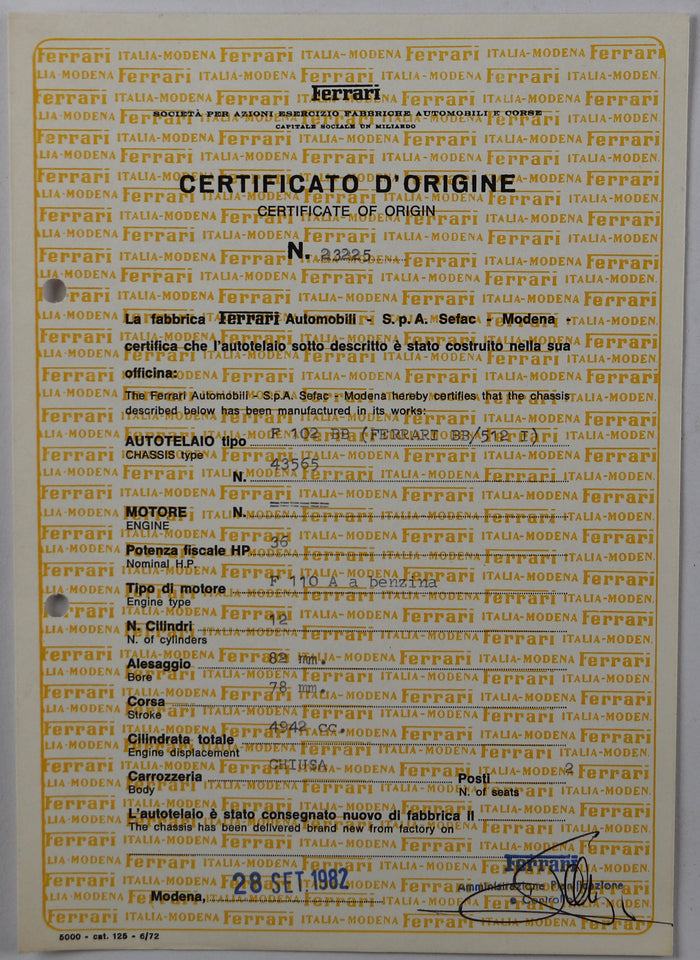 Ferrari
SOCIETÀ PER AZIONI ESERCIZIO FABBRICHE AUTOMOBILI E CORSE
CAPITALE SOCIALE UN MILIARDO
CERTIFICATO D'ORIGINE
CERTIFICATE OF ORIGIN
N. 23225
La fabbrica Ferrari Automobili - S.p.A. Sefac - Modena -
certifica che l'autotelaio sotto descritto è stato costruito nella sua
officina:
The Ferrari Automobili - S.p.A. Sefac - Modena hereby certifies that the chassis
described below has been manufactured in its works:
AUTOTELAIO tipo F 102 BB (FERRARI BB/512 I)
CHASSIS type
N. 43565
MOTORE N. ======
ENGINE
Potenza fiscale HP 36
Nominal H.P.
Tipo di motore F 110 A a benzina
Engine type
N. Cilindri 12
N. of cylinders
Alesaggio 82 mm.
Bore
Corsa 78 mm.
Stroke
Cilindrata totale 4942 cc.
Engine displacement
Carrozzeria CHIUSA Posti 2
Body N. of seats
L'autotelaio è stato consegnato nuovo di fabbrica Il
The chassis has been delivered brand new from factory on
Ferrari
Amministrazione Pianificazione
e Controllo
Modena, 28 SET. 1982
5000 - cat. 125 - 6/72